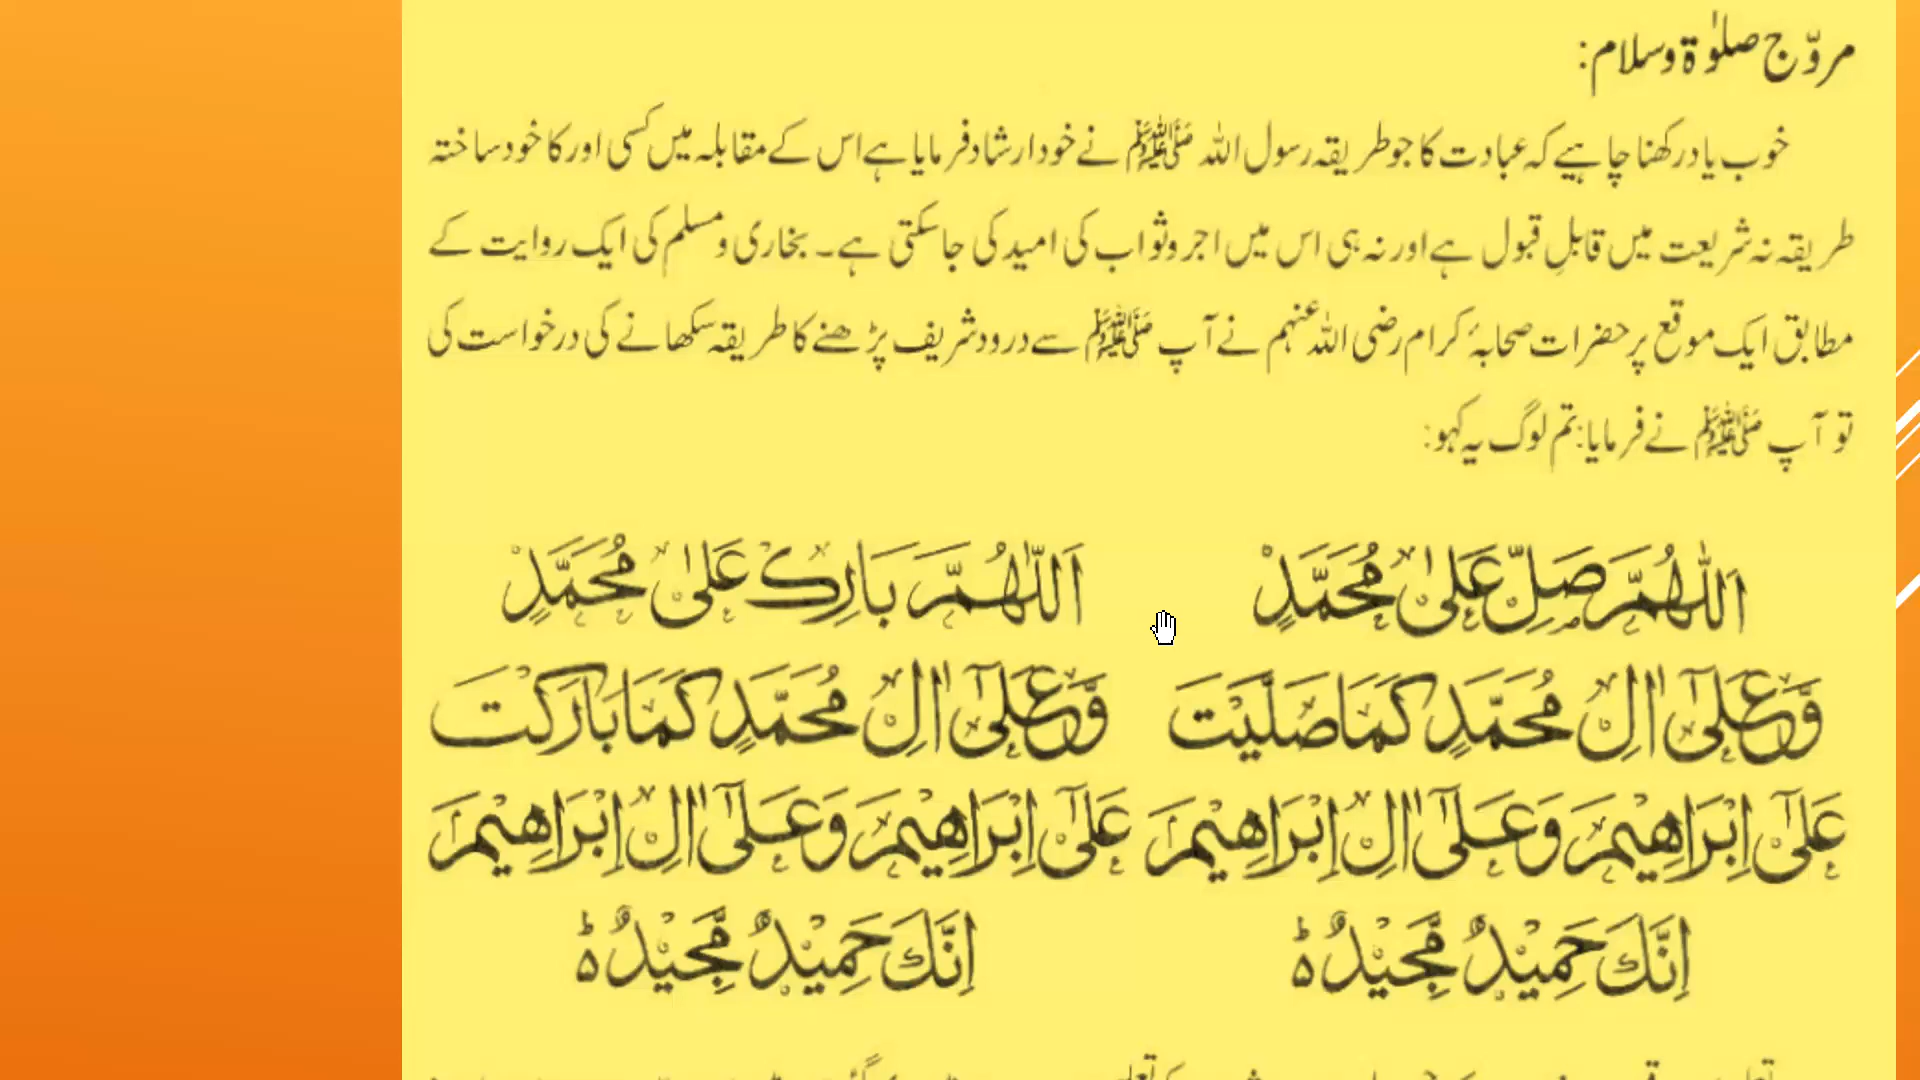 مروّج صلوٰۃ وسلام:
خوب یاد رکھنا چاہیے کہ عبادت کا جو طریقہ رسول اللہ ﷺ نے خود ارشاد فرمایا ہے اس کے مقابلہ میں کسی اور کا خود ساختہ
طریقہ نہ شریعت میں قابلِ قبول ہے اور نہ ہی اس میں اجر و ثواب کی امید کی جاسکتی ہے۔ بخاری و مسلم کی ایک روایت کے
مطابق ایک موقع پر حضرات صحابۂ کرام رضی اللہ عنہم نے آپ ﷺ سے درود شریف پڑھنے کا طریقہ سکھانے کی درخواست کی
تو آپ ﷺ نے فرمایا: تم لوگ یہ کہو:
اَللّٰهُمَّ صَلِّ عَلٰى مُحَمَّدٍ
وَّعَلٰٓى اٰلِ مُحَمَّدٍ كَمَا صَلَّيْتَ
عَلٰٓى اِبْرَاهِيْمَ وَعَلٰٓى اٰلِ اِبْرَاهِيْمَ
اِنَّكَ حَمِيْدٌ مَّجِيْدٌ ؕ
اَللّٰهُمَّ بَارِكْ عَلٰى مُحَمَّدٍ
وَّعَلٰٓى اٰلِ مُحَمَّدٍ كَمَا بَارَكْتَ
عَلٰٓى اِبْرَاهِيْمَ وَعَلٰٓى اٰلِ اِبْرَاهِيْمَ
اِنَّكَ حَمِيْدٌ مَّجِيْدٌ ؕ